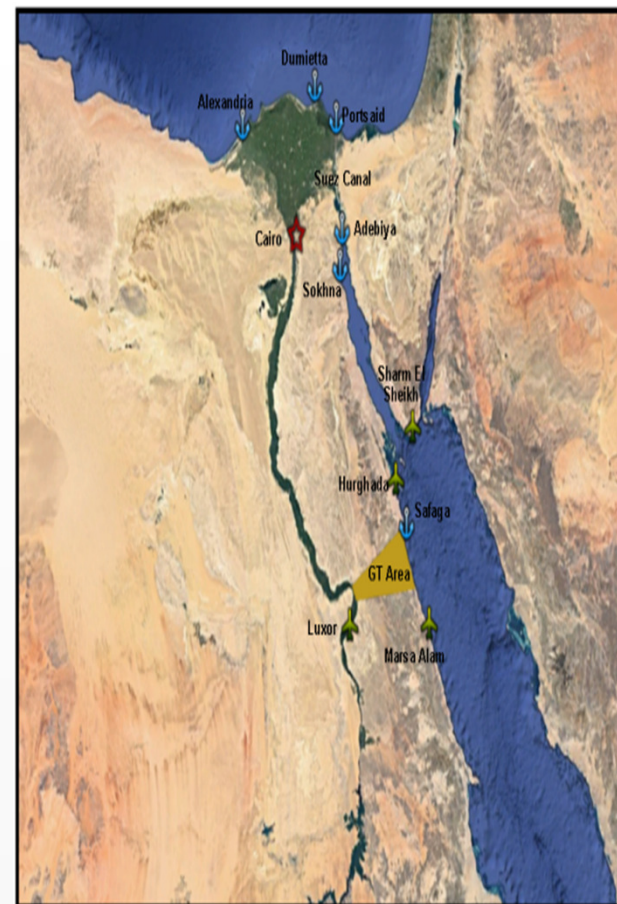 Dumietta
Alexandria
Portsaid
Suez Canal
Adebiya
Cairo
Sokhna
Sharm El
Sheikh
Hurghada
Safaga
GT Area
Luxor
Marsa Alam